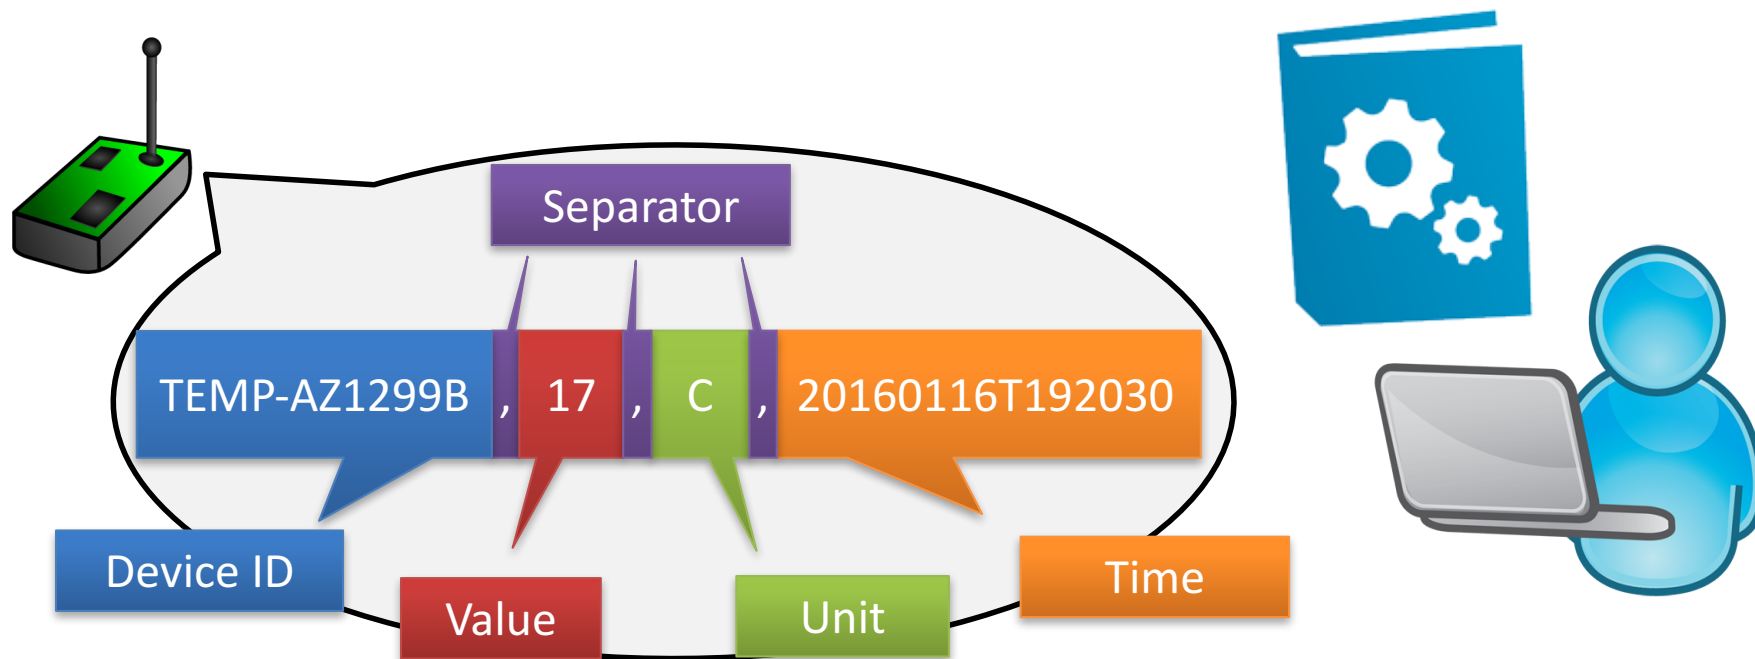 Separator
TEMP-AZ1299B , 17 , C , 20160116T192030
Device ID
Value
Unit
Time